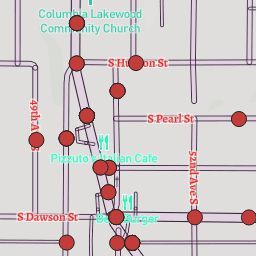 Columbia Lakewood
Community Church
S Hudson St
S Pearl St
49th Ave S
52nd Ave S
S Dawson St